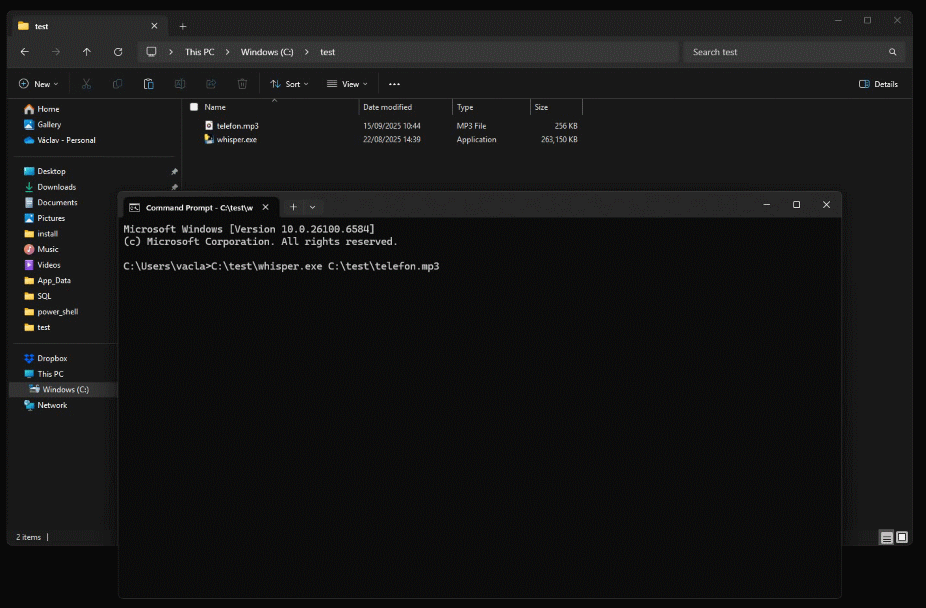 test
This PC > Windows (C:) > test
Search test
New
Sort
View
Details
Home
Gallery
Václav - Personal
Desktop
Downloads
Documents
Pictures
install
Music
Videos
App_Data
SQL
power_shell
test
Dropbox
This PC
Windows (C:)
Network
Name Date modified Type Size
telefon.mp3 15/09/2025 10:44 MP3 File 256 KB
whisper.exe 22/08/2025 14:39 Application 263,150 KB
Command Prompt - C:\test\w
Microsoft Windows [Version 10.0.26100.6584]
(c) Microsoft Corporation. All rights reserved.
C:\Users\vacla>C:\test\whisper.exe C:\test\telefon.mp3
2 items